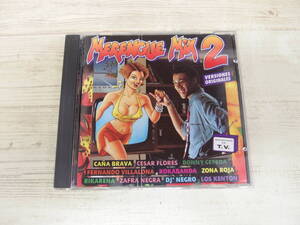 MERENGUE MIX 2
VERSIONES
ORIGINALES
T.V.
CAÑA BRAVA CESAR FLORES DONNY CEPEDA
FERNANDO VILLALONA ROKABANDA ZONA ROJA
RIKARENA ZAFRA NEGRA DJ' NEGRO LOS KENTON